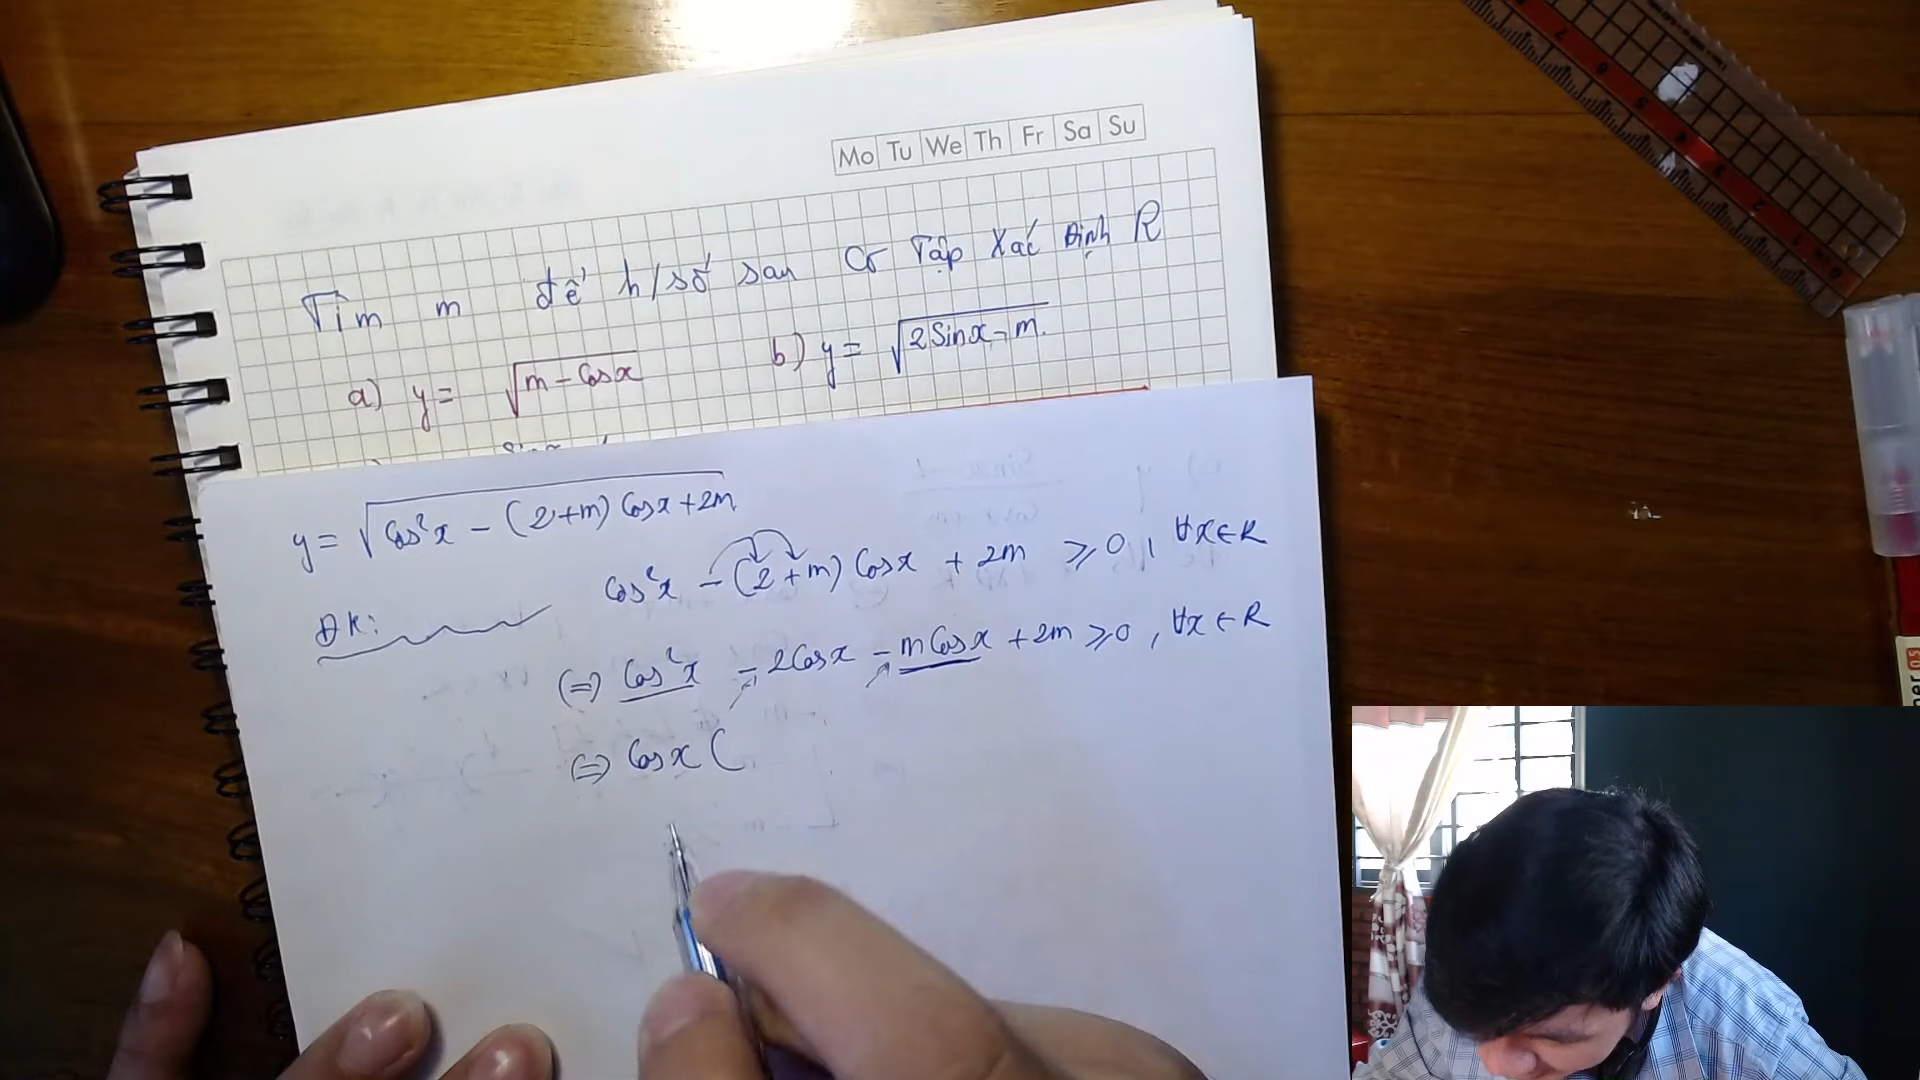 Mo Tu We Th Fr Sa Su
Tìm m để h/số sau có Tập Xác Định R
a) y = √(m - Cosx) b) y = √(2Sinx - m)
y = √(Cos²x - (2+m) Cosx + 2m)
Cos²x - (2+m) Cosx + 2m ⩾ 0, ∀x∈R
ĐK:
(=) Cos²x - 2Cosx - mCosx + 2m ⩾ 0, ∀x∈R
(=) Cosx (